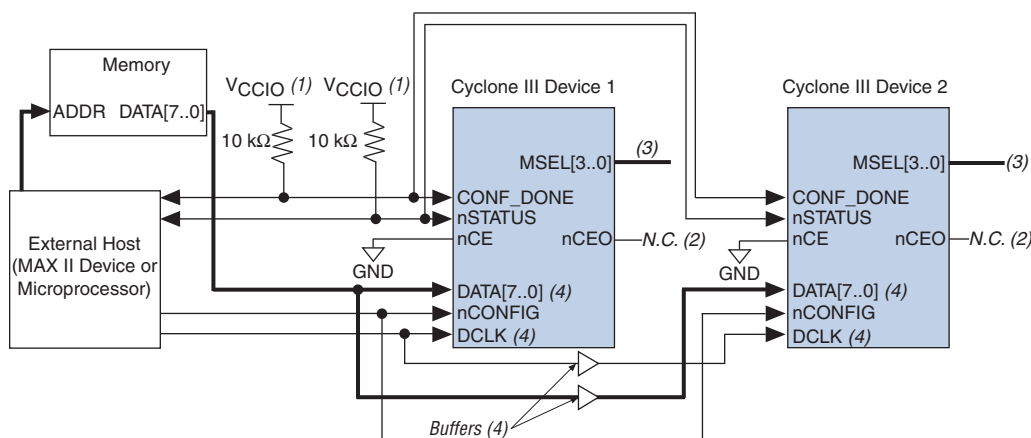 Memory
ADDR DATA[7..0]
VCCIO (1)
VCCIO (1)
10 kΩ
10 kΩ
External Host
(MAX II Device or
Microprocessor)
Cyclone III Device 1
MSEL[3..0]
(3)
CONF_DONE
nSTATUS
nCE
nCEO
N.C. (2)
GND
DATA[7..0] (4)
nCONFIG
DCLK (4)
Cyclone III Device 2
MSEL[3..0]
(3)
CONF_DONE
nSTATUS
nCE
nCEO
N.C. (2)
GND
DATA[7..0] (4)
nCONFIG
DCLK (4)
Buffers (4)